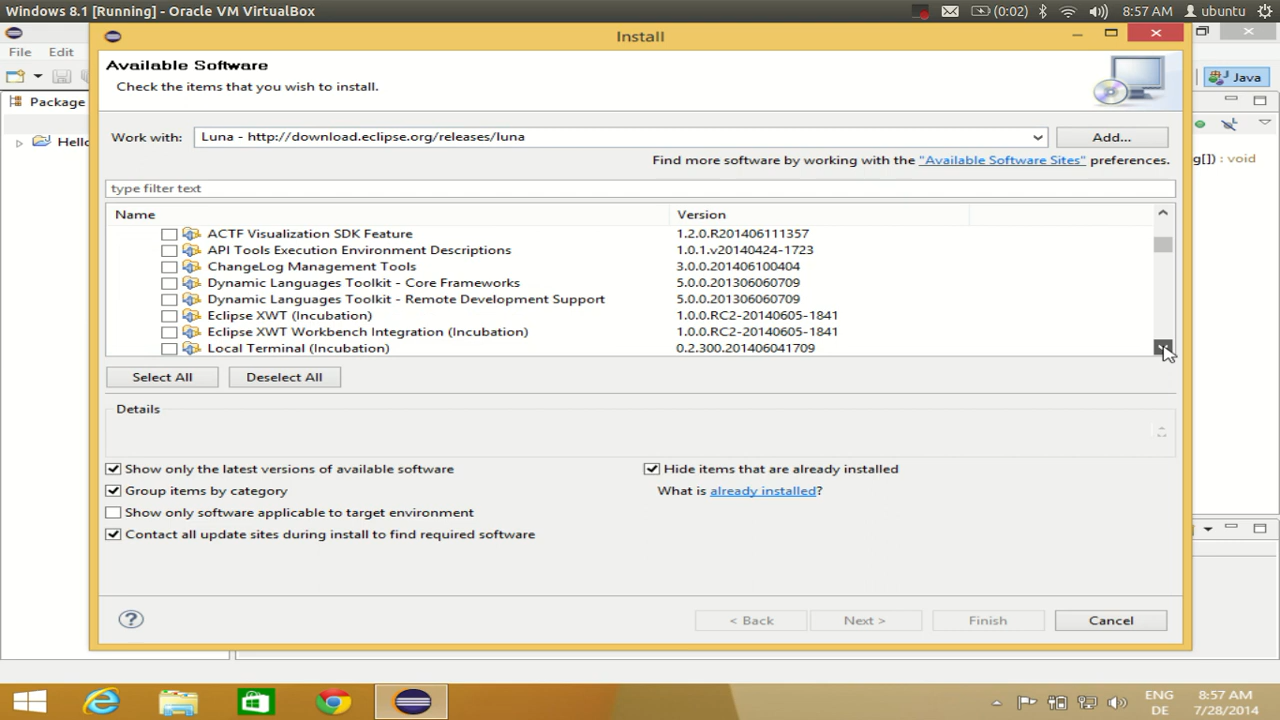 Windows 8.1 [Running] - Oracle VM VirtualBox
(0:02)
8:57 AM
ubuntu
Install
File Edit
Available Software
Check the items that you wish to install.
Java
Package
Work with:
Luna - http://download.eclipse.org/releases/luna
Add...
Hello
g[]) : void
Find more software by working with the "Available Software Sites" preferences.
type filter text
Name Version
ACTF Visualization SDK Feature 1.2.0.R201406111357
API Tools Execution Environment Descriptions 1.0.1.v20140424-1723
ChangeLog Management Tools 3.0.0.201406100404
Dynamic Languages Toolkit - Core Frameworks 5.0.0.201306060709
Dynamic Languages Toolkit - Remote Development Support 5.0.0.201306060709
Eclipse XWT (Incubation) 1.0.0.RC2-20140605-1841
Eclipse XWT Workbench Integration (Incubation) 1.0.0.RC2-20140605-1841
Local Terminal (Incubation) 0.2.300.201406041709
Select All
Deselect All
Details
Show only the latest versions of available software
Hide items that are already installed
Group items by category
What is already installed?
Show only software applicable to target environment
Contact all update sites during install to find required software
?
< Back
Next >
Finish
Cancel
ENG
DE
8:57 AM
7/28/2014